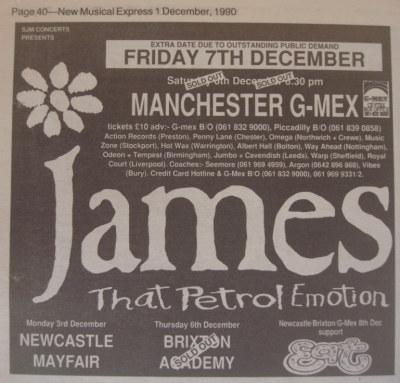 Page 40—New Musical Express 1 December, 1990
SJM CONCERTS
PRESENTS
EXTRA DATE DUE TO OUTSTANDING PUBLIC DEMAND
FRIDAY 7TH DECEMBER
SOLD OUT SOLD OUT
MANCHESTER G-MEX
tickets £10 adv:- G-mex B/O (061 832 9000), Piccadilly B/O (061 839 0858)
Action Records (Preston), Penny Lane (Chester), Omega (Northwich + Crewe), Music
Zone (Stockport), Hot Wax (Warrington), Albert Hall (Bolton), Way Ahead (Nottingham),
Odeon + Tempest (Birmingham), Jumbo + Cavendish (Leeds), Warp (Sheffield), Royal
Court (Liverpool). Coaches:- Seemore (061 969 4959), Argon (0642 896 868), Vibes
(Bury). Credit Card Hotline & G-Mex B/O (061 832 9000), 061 969 9331/2.
James
That Petrol Emotion
Monday 3rd December
NEWCASTLE
MAYFAIR
Thursday 6th December
BRIXTON
SOLD OUT
ACADEMY
Newcastle/Brixton G-Mex 8th Dec
support